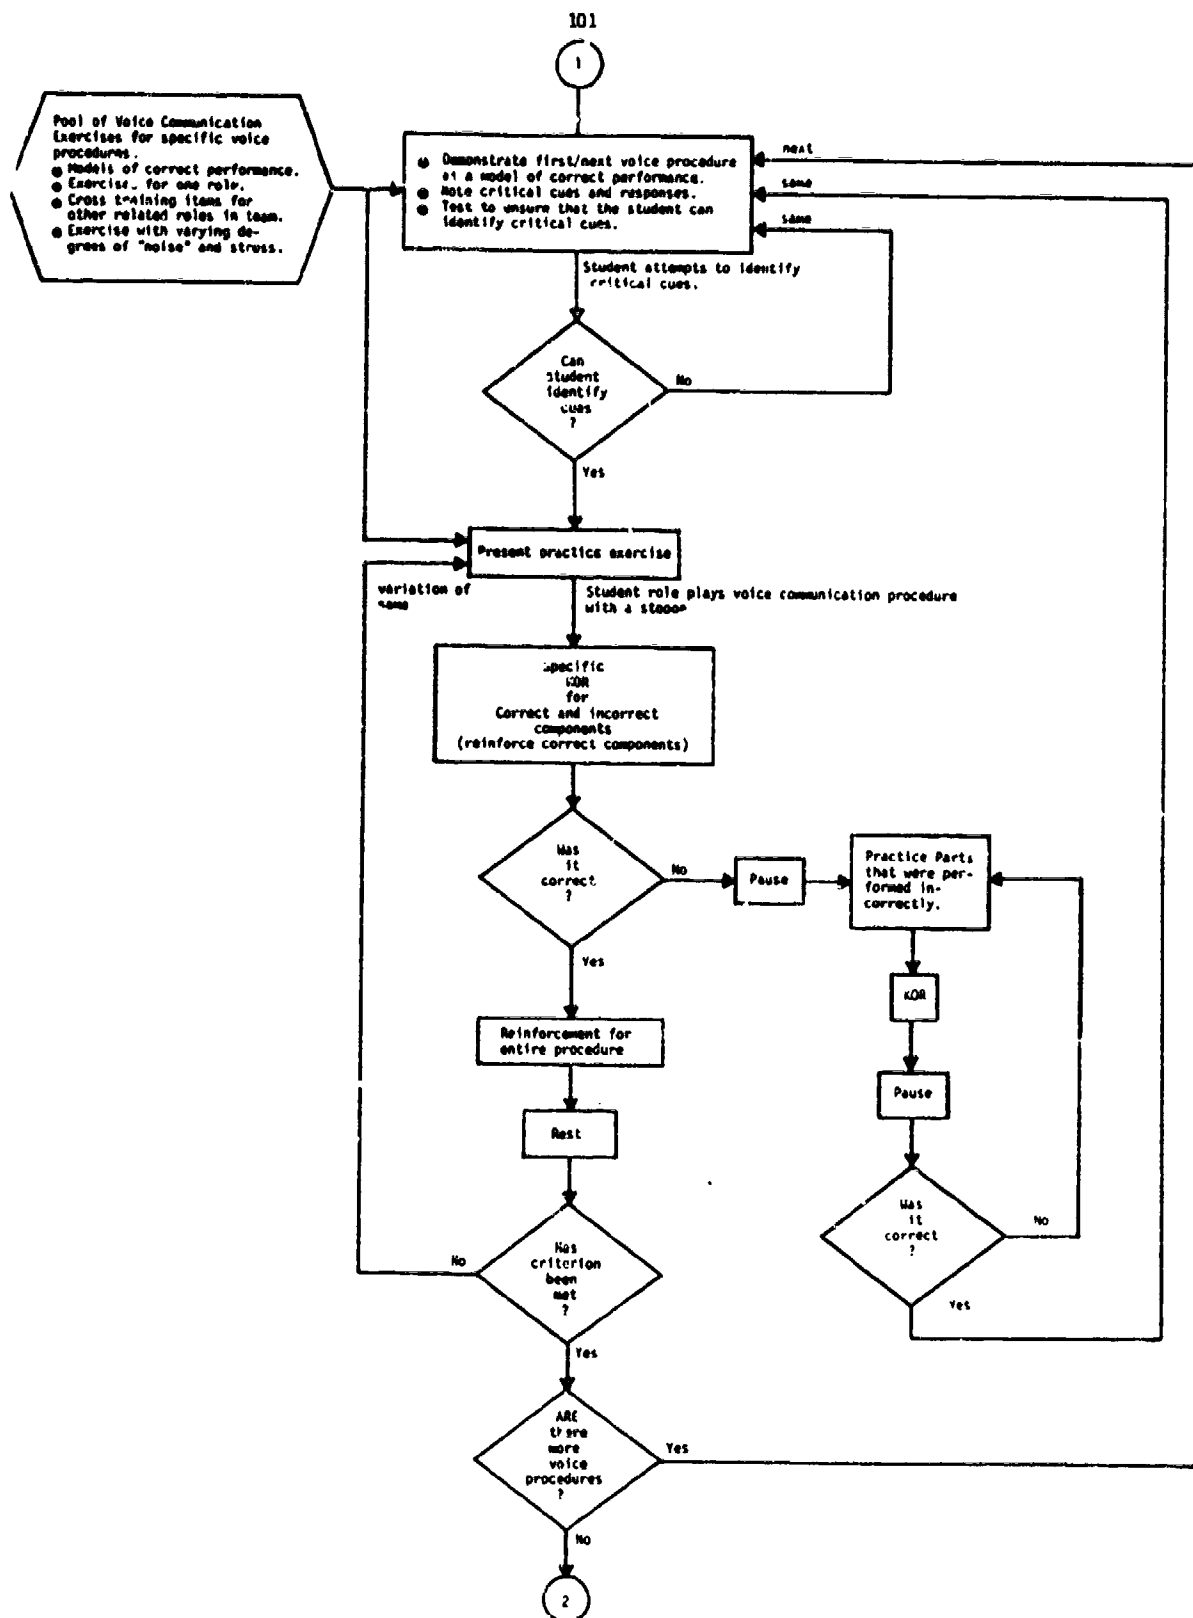 101
1
Pool of Voice Communication
Exercises for specific voice
procedures.
● Models of correct performance.
● Exercise for one role.
● Cross training items for
other related roles in team.
● Exercise with varying de-
grees of "noise" and stress.
● Demonstrate first/next voice procedure
as a model of correct performance.
● Note critical cues and responses.
● Test to unsure that the student can
identify critical cues.
next
same
same
Student attempts to identify
critical cues.
Can
student
identify
cues
?
No
Yes
Present practice exercise
variation of
same
Student role plays voice communication procedure
with a
Specific
KOR
for
Correct and incorrect
components
(reinforce correct components)
Was
it
correct
?
No
Pause
Practice Parts
that were per-
formed in-
correctly.
Yes
KOR
Reinforcement for
entire procedure
Pause
Rest
Was
it
correct
?
No
Yes
Has
criterion
been
met
?
No
Yes
ARE
there
more
voice
procedures
?
Yes
No
2